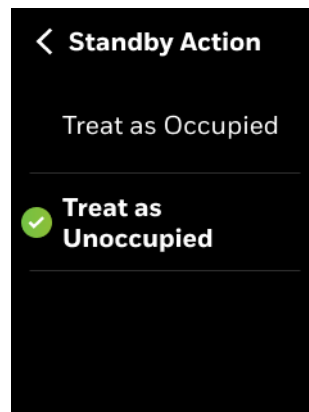 Standby Action
Treat as Occupied
Treat as
Unoccupied